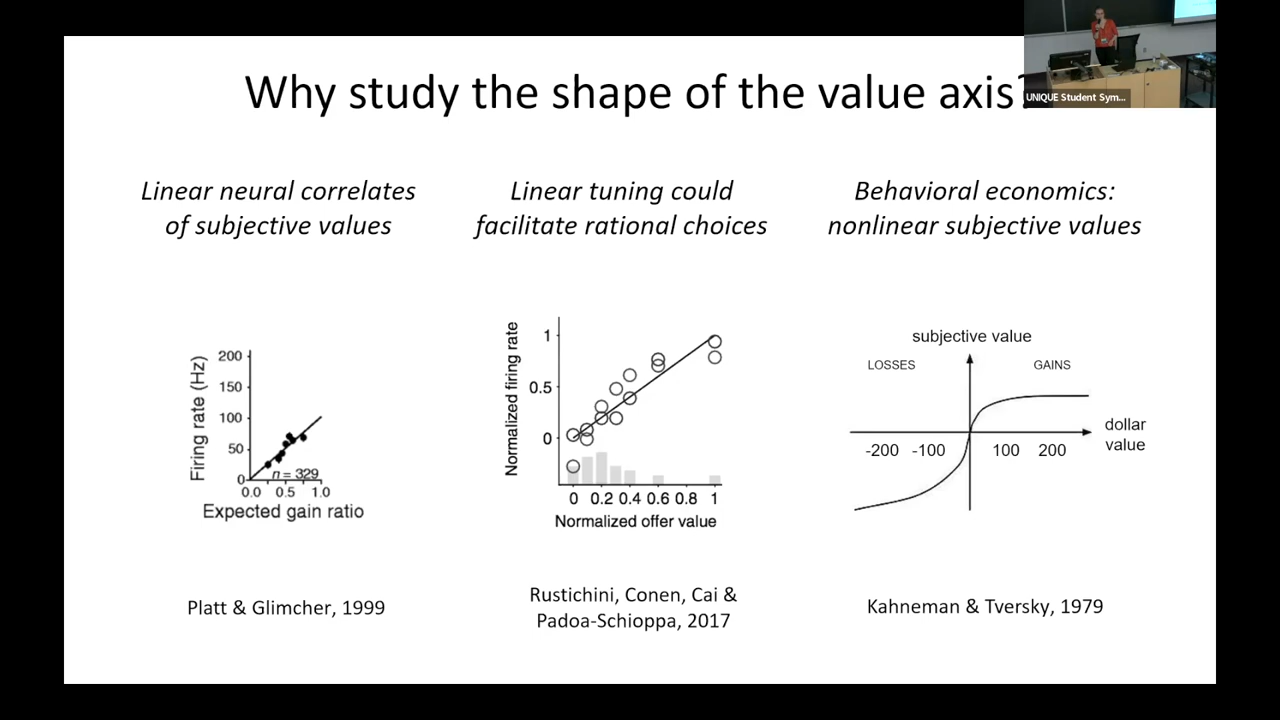 Why study the shape of the value axis?
UNIQUE Student Sym...
Linear neural correlates
of subjective values
200
150
100
50
0
Firing rate (Hz)
n = 329
0.0 0.5 1.0
Expected gain ratio
Platt & Glimcher, 1999
Linear tuning could
facilitate rational choices
1
0.5
0
Normalized firing rate
0 0.2 0.4 0.6 0.8 1
Normalized offer value
Rustichini, Conen, Cai &
Padoa-Schioppa, 2017
Behavioral economics:
nonlinear subjective values
subjective value
LOSSES GAINS
dollar
value
-200 -100 100 200
Kahneman & Tversky, 1979